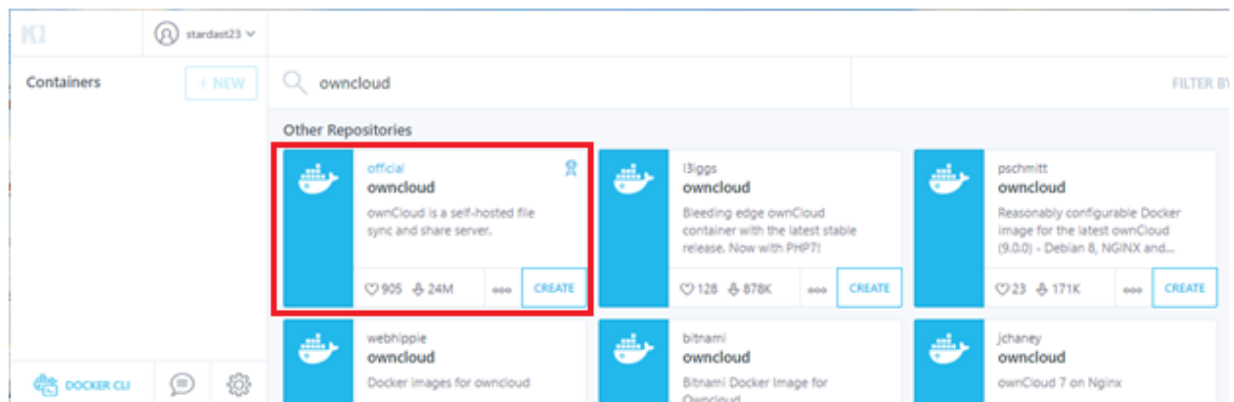 KI
stardast23
Containers
+ NEW
owncloud
FILTER BY
Other Repositories
official
owncloud
ownCloud is a self-hosted file
sync and share server.
905 24M
CREATE
l3iggs
owncloud
Bleeding edge ownCloud
container with the latest stable
release. Now with PHP7!
128 878K
CREATE
pschmitt
owncloud
Reasonably configurable Docker
image for the latest ownCloud
(9.0.0) - Debian 8, NGINX and...
23 171K
CREATE
webhippie
owncloud
Docker images for owncloud
bitnami
owncloud
Bitnami Docker Image for
Owncloud
jchaney
owncloud
ownCloud 7 on Nginx
DOCKER CLI